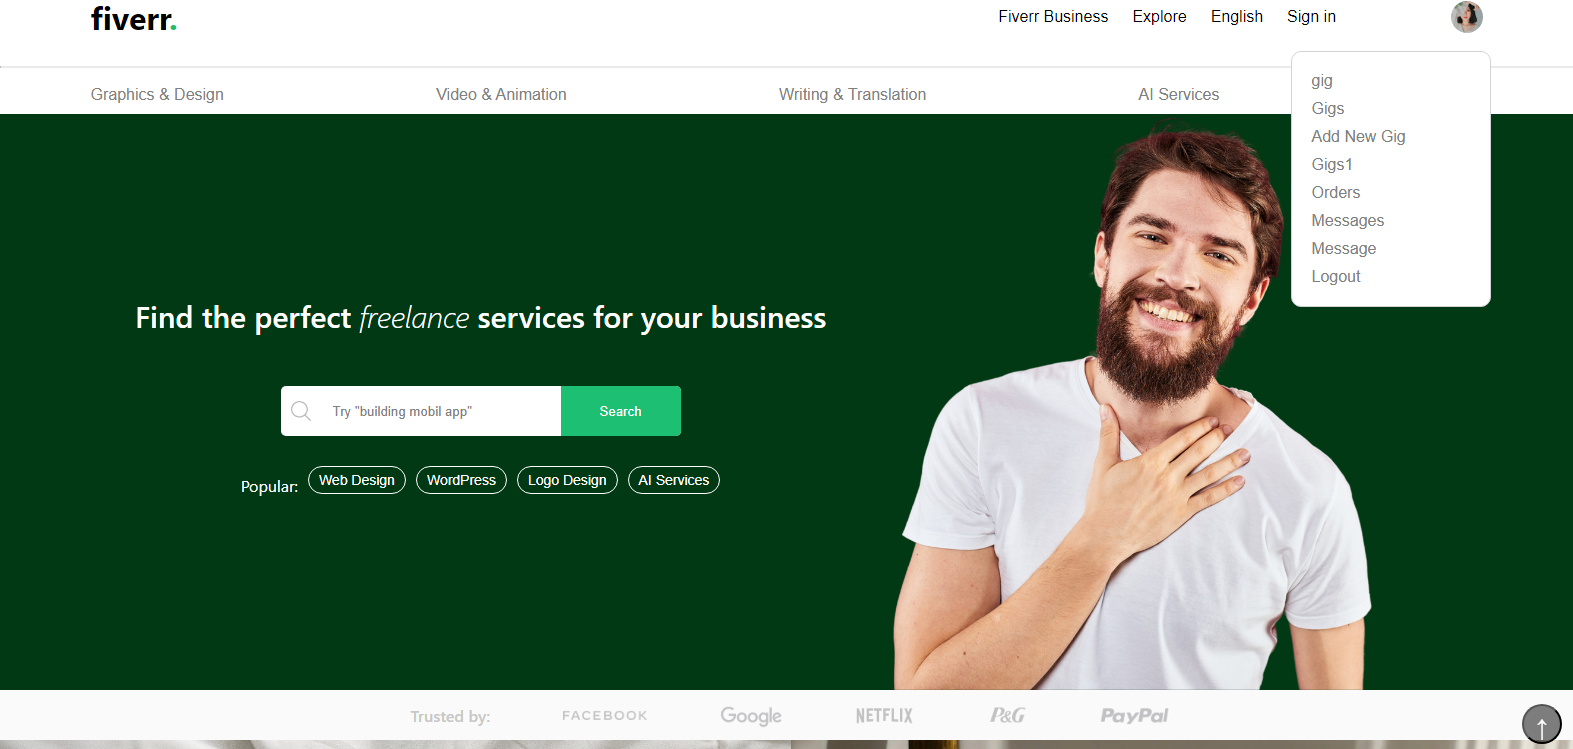 fiverr.
Fiverr Business Explore English Sign in
Graphics & Design Video & Animation Writing & Translation AI Services
gig
Gigs
Add New Gig
Gigs1
Orders
Messages
Message
Logout
Find the perfect freelance services for your business
Try "building mobil app" Search
Popular: Web Design WordPress Logo Design AI Services
Trusted by: FACEBOOK Google NETFLIX P&G PayPal
↑